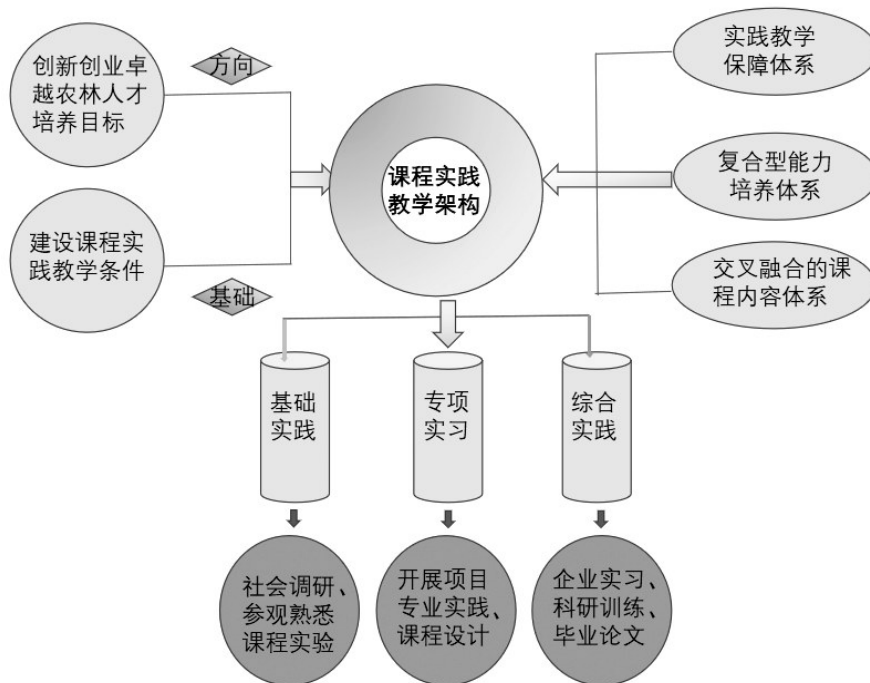 创新创业卓
越农林人才
培养目标
方向
建设课程实
践教学条件
基础
课程实践
教学架构
实践教学
保障体系
复合型能力
培养体系
交叉融合的课
程内容体系
基础
实践
专项
实习
综合
实践
社会调研、
参观熟悉
课程实验
开展项目
专业实践、
课程设计
企业实习、
科研训练、
毕业论文